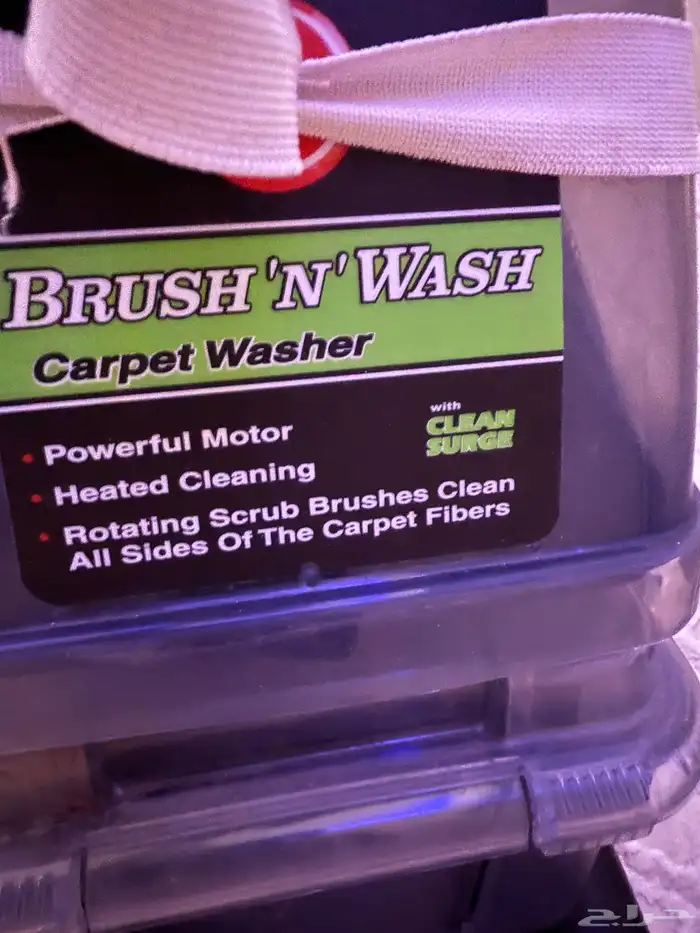 BRUSH 'N' WASH
Carpet Washer
• Powerful Motor
• Heated Cleaning
• Rotating Scrub Brushes Clean
All Sides Of The Carpet Fibers
with
CLEAN
SURGE
حراج